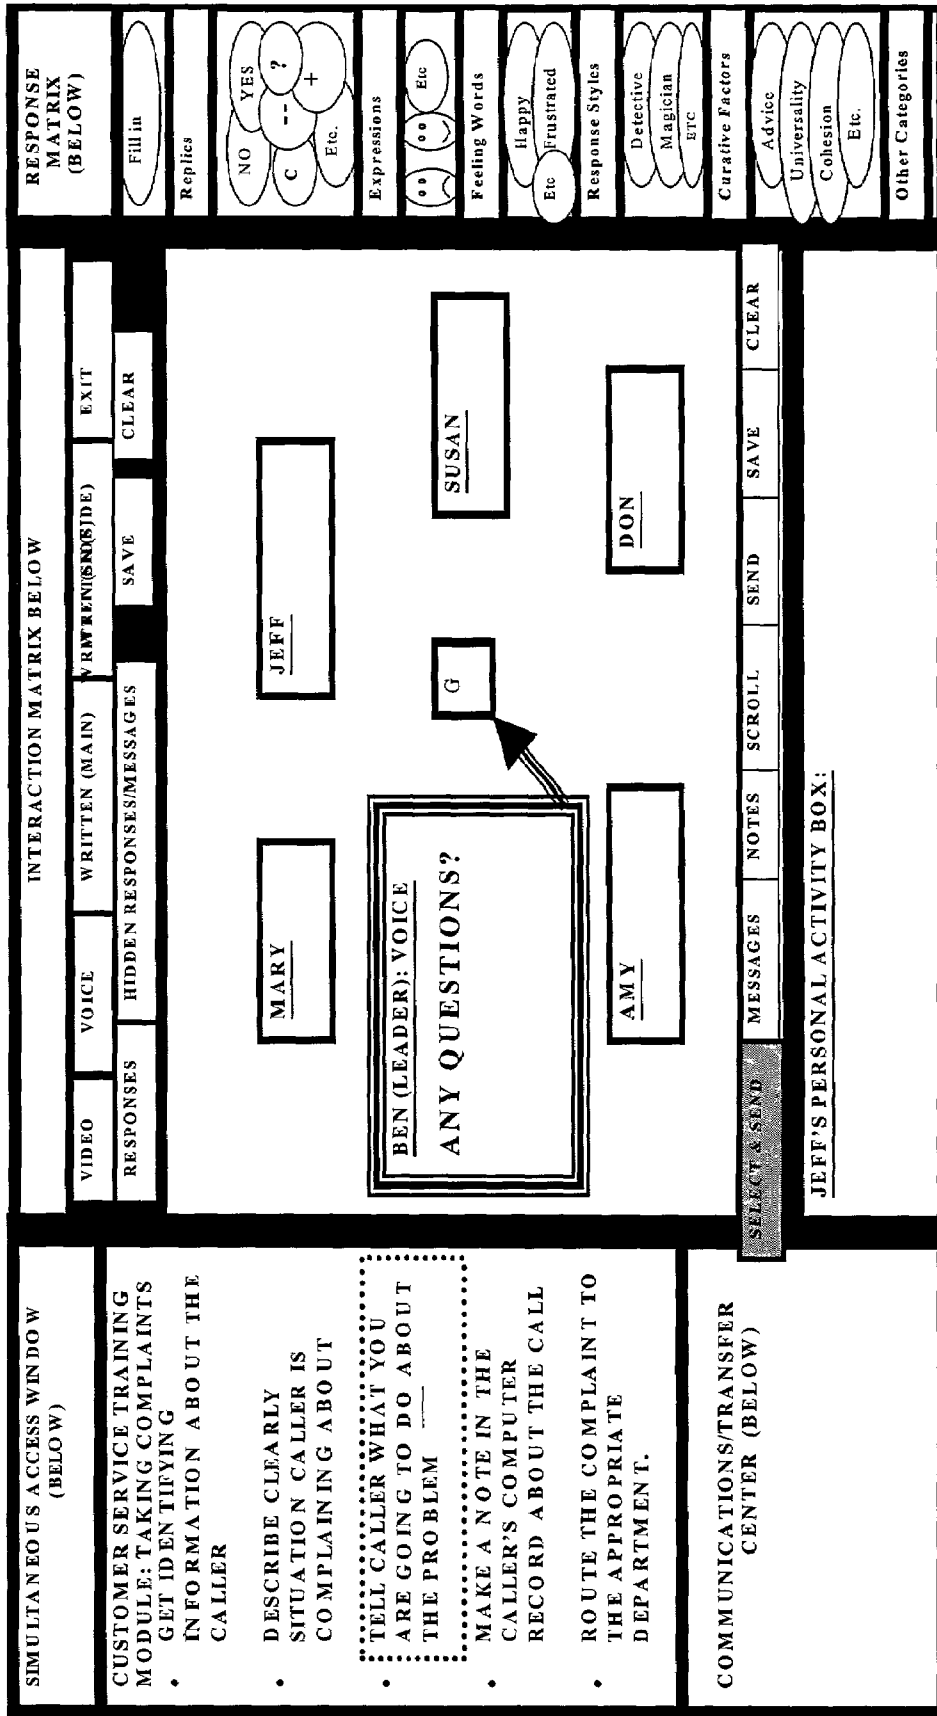 SIMULTANEOUS ACCESS WINDOW
(BELOW)
CUSTOMER SERVICE TRAINING
MODULE: TAKING COMPLAINTS
• GET IDENTIFYING
INFORMATION ABOUT THE
CALLER
• DESCRIBE CLEARLY
SITUATION CALLER IS
COMPLAINING ABOUT
• TELL CALLER WHAT YOU
ARE GOING TO DO ABOUT
THE PROBLEM
• MAKE A NOTE IN THE
CALLER'S COMPUTER
RECORD ABOUT THE CALL
• ROUTE THE COMPLAINT TO
THE APPROPRIATE
DEPARTMENT.
COMMUNICATIONS/TRANSFER
CENTER (BELOW)
INTERACTION MATRIX BELOW
VIDEO
VOICE
WRITTEN (MAIN)
EXIT
RESPONSES
HIDDEN RESPONSES/MESSAGES
SAVE
CLEAR
MARY
JEFF
BEN (LEADER): VOICE
ANY QUESTIONS?
G
SUSAN
AMY
DON
SELECT & SEND
MESSAGES
NOTES
SCROLL
SEND
SAVE
CLEAR
JEFF'S PERSONAL ACTIVITY BOX:
RESPONSE
MATRIX
(BELOW)
Fill in
Replies
NO
YES
C
--
?
Etc.
+
Expressions
Etc
Feeling Words
Happy
Etc
Frustrated
Response Styles
Detective
Magician
ETC
Curative Factors
Advice
Universality
Cohesion
Etc.
Other Categories